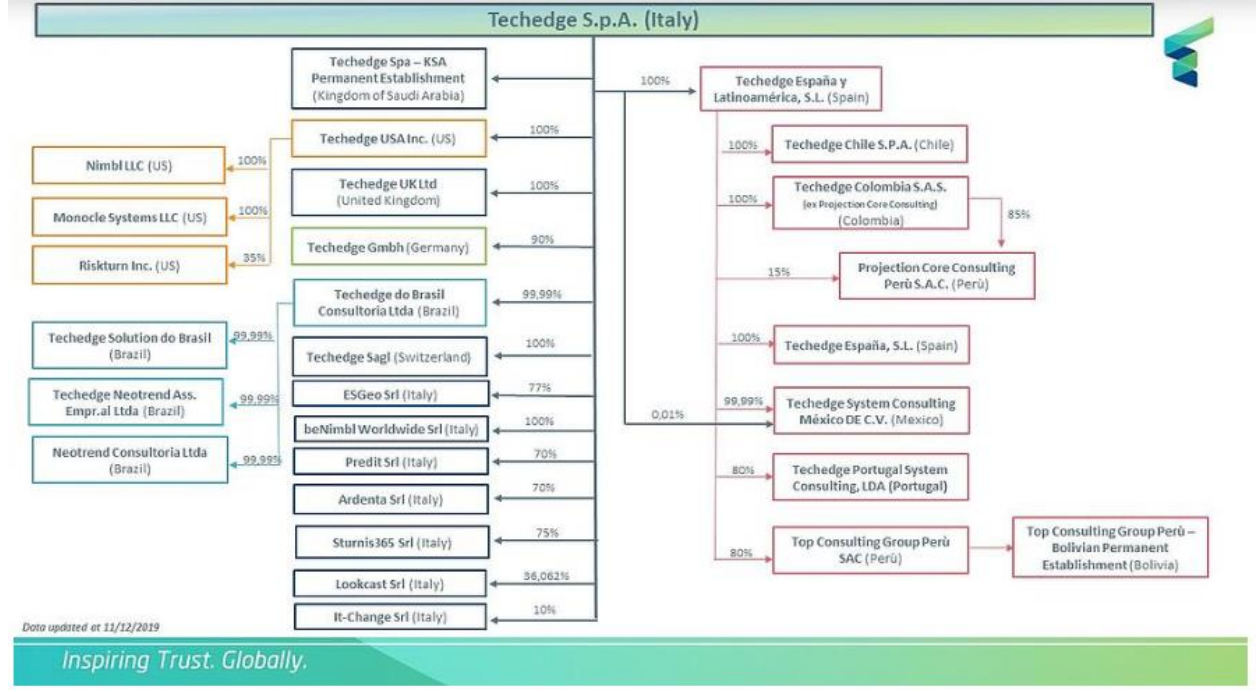 Techedge S.p.A. (Italy)
Techedge Spa – KSA
Permanent Establishment
(Kingdom of Saudi Arabia)
100%
Techedge España y
Latinoamérica, S.L. (Spain)
Techedge USA Inc. (US)
100%
Nimbl LLC (US)
100%
Monocle Systems LLC (US)
100%
Riskturn Inc. (US)
35%
Techedge UK Ltd
(United Kingdom)
100%
Techedge Gmbh (Germany)
90%
Techedge do Brasil
Consultoria Ltda (Brazil)
99,99%
Techedge Solution do Brasil
(Brazil)
99,99%
Techedge Neotrend Ass.
Empr.al Ltda (Brazil)
99,99%
Neotrend Consultoria Ltda
(Brazil)
99,99%
Techedge Sagl (Switzerland)
100%
ESGeo Srl (Italy)
77%
beNimbl Worldwide Srl (Italy)
100%
Predit Srl (Italy)
70%
Ardenta Srl (Italy)
70%
Sturnis365 Srl (Italy)
75%
Lookcast Srl (Italy)
36,062%
It-Change Srl (Italy)
10%
100%
Techedge Chile S.P.A. (Chile)
100%
Techedge Colombia S.A.S.
(ex Projection Core Consulting)
(Colombia)
85%
15%
Projection Core Consulting
Perù S.A.C. (Perù)
100%
Techedge España, S.L. (Spain)
99,99%
0,01%
Techedge System Consulting
México DE C.V. (Mexico)
80%
Techedge Portugal System
Consulting, LDA (Portugal)
80%
Top Consulting Group Perù
SAC (Perù)
Top Consulting Group Perù –
Bolivian Permanent
Establishment (Bolivia)
Data updated at 11/12/2019
Inspiring Trust. Globally.